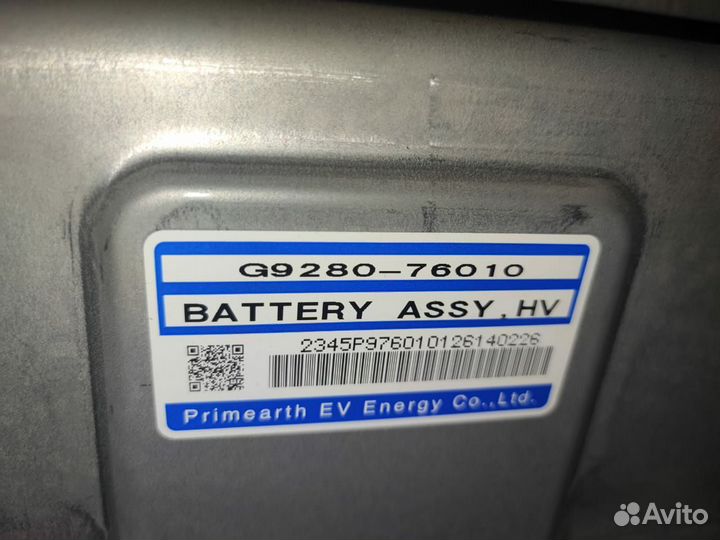 G9280-76010
BATTERY ASSY, HV
2345P976010126140226
Primearth EV Energy Co.,Ltd.
Avito